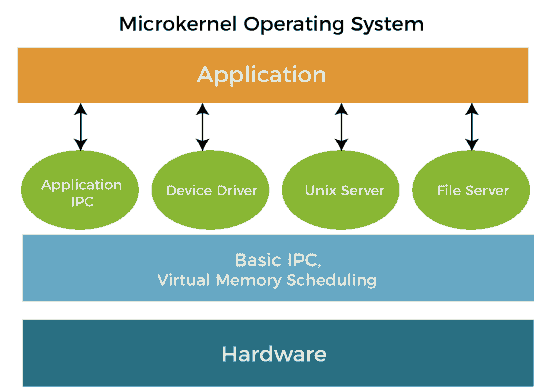 Microkernel Operating System
Application
Application
IPC
Device Driver
Unix Server
File Server
Basic IPC,
Virtual Memory Scheduling
Hardware